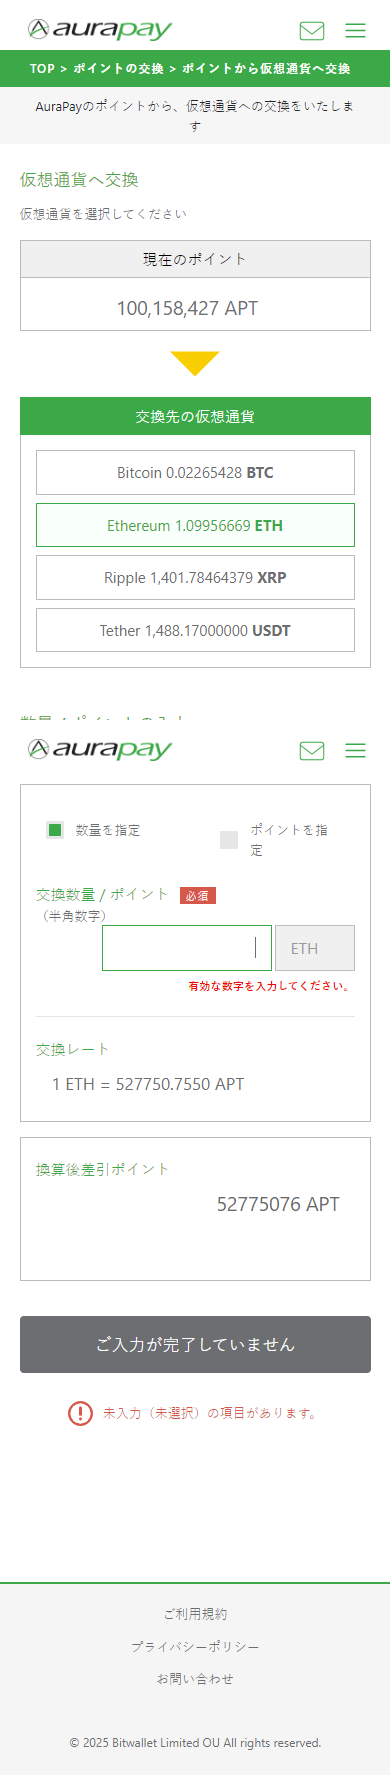 aurapay
TOP > ポイントの交換 > ポイントから仮想通貨へ交換
AuraPayのポイントから、仮想通貨への交換をいたしま
す
仮想通貨へ交換
仮想通貨を選択してください
現在のポイント
100,158,427 APT
交換先の仮想通貨
Bitcoin 0.02265428 BTC
Ethereum 1.09956669 ETH
Ripple 1,401.78464379 XRP
Tether 1,488.17000000 USDT
aurapay
数量を指定
ポイントを指
定
交換数量 / ポイント 必須
（半角数字）
ETH
有効な数字を入力してください。
交換レート
1 ETH = 527750.7550 APT
換算後差引ポイント
52775076 APT
ご入力が完了していません
未入力（未選択）の項目があります。
ご利用規約
プライバシーポリシー
お問い合わせ
© 2025 Bitwallet Limited OU All rights reserved.